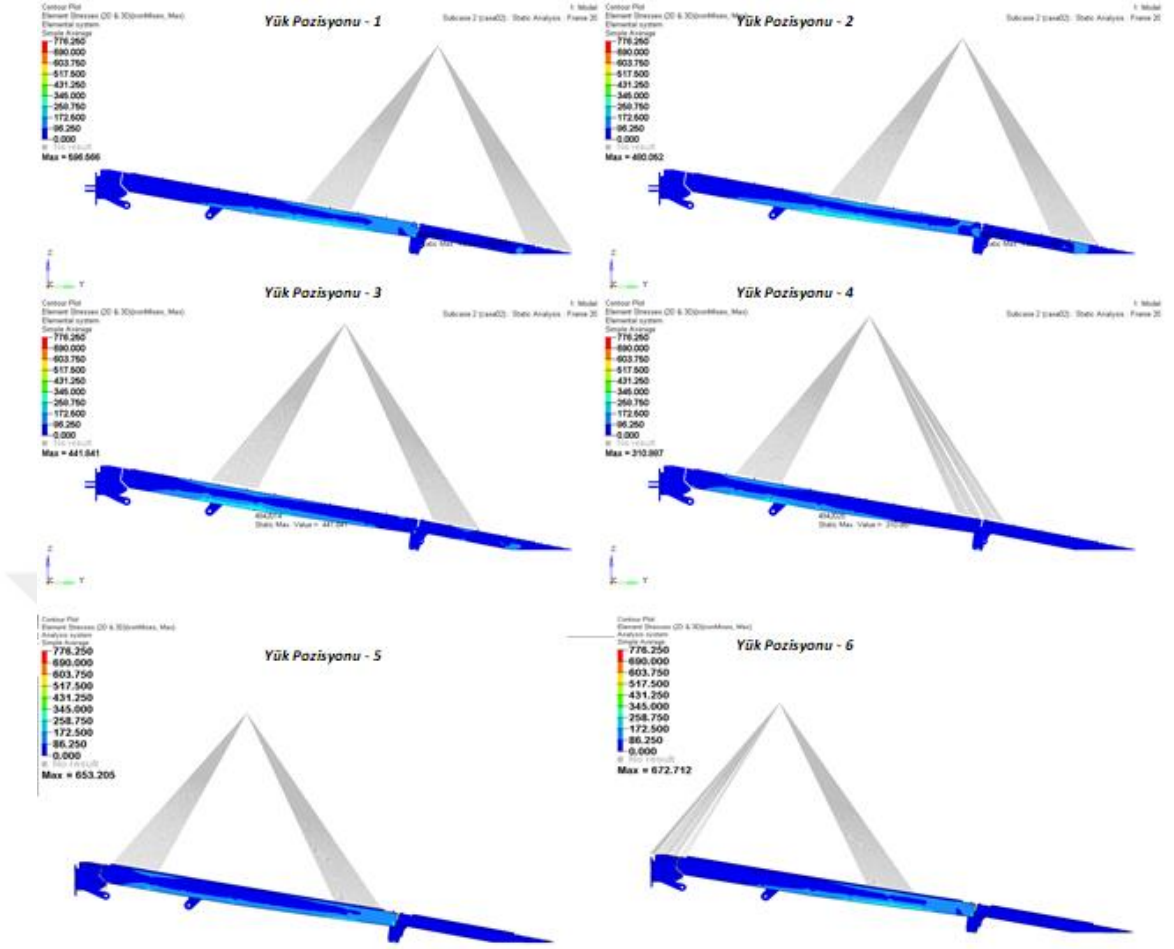 Yük Pozisyonu - 1
Contour Plot
Element Stresses (2D & 3D)(vonMises, Max)
Elemental system
Simple Average
776.250
690.000
603.750
517.500
431.250
345.000
258.750
172.500
86.250
0.000
No result
1: Model
Subcase 2 (case02): Static Analysis: Frame 20
Z
Y
Yük Pozisyonu - 2
Contour Plot
Element Stresses (2D & 3D)(vonMises, Max)
Elemental system
Simple Average
776.250
690.000
603.750
517.500
431.250
345.000
258.750
172.500
86.250
0.000
No result
Max = 480.052
1: Model
Subcase 2 (case02): Static Analysis: Frame 20
Z
Y
Yük Pozisyonu - 3
Contour Plot
Element Stresses (2D & 3D)(vonMises, Max)
Elemental system
Simple Average
776.250
690.000
603.750
517.500
431.250
345.000
258.750
172.500
86.250
0.000
No result
Max = 441.841
1: Model
Subcase 2 (case02): Static Analysis: Frame 20
Static Max. Value =
Z
Y
Yük Pozisyonu - 4
Contour Plot
Element Stresses (2D & 3D)(vonMises, Max)
Elemental system
Simple Average
776.250
690.000
603.750
517.500
431.250
345.000
258.750
172.500
86.250
0.000
No result
1: Model
Subcase 2 (case02): Static Analysis: Frame 20
Static Max. Value =
Z
Y
Yük Pozisyonu - 5
Contour Plot
Element Stresses (2D & 3D)(vonMises, Max)
Analysis system
Simple Average
776.250
690.000
603.750
517.500
431.250
345.000
258.750
172.500
86.250
0.000
No result
Max = 653.205
Yük Pozisyonu - 6
Contour Plot
Element Stresses (2D & 3D)(vonMises, Max)
Analysis system
Simple Average
776.250
690.000
603.750
517.500
431.250
345.000
258.750
172.500
86.250
0.000
No result
Max = 672.712